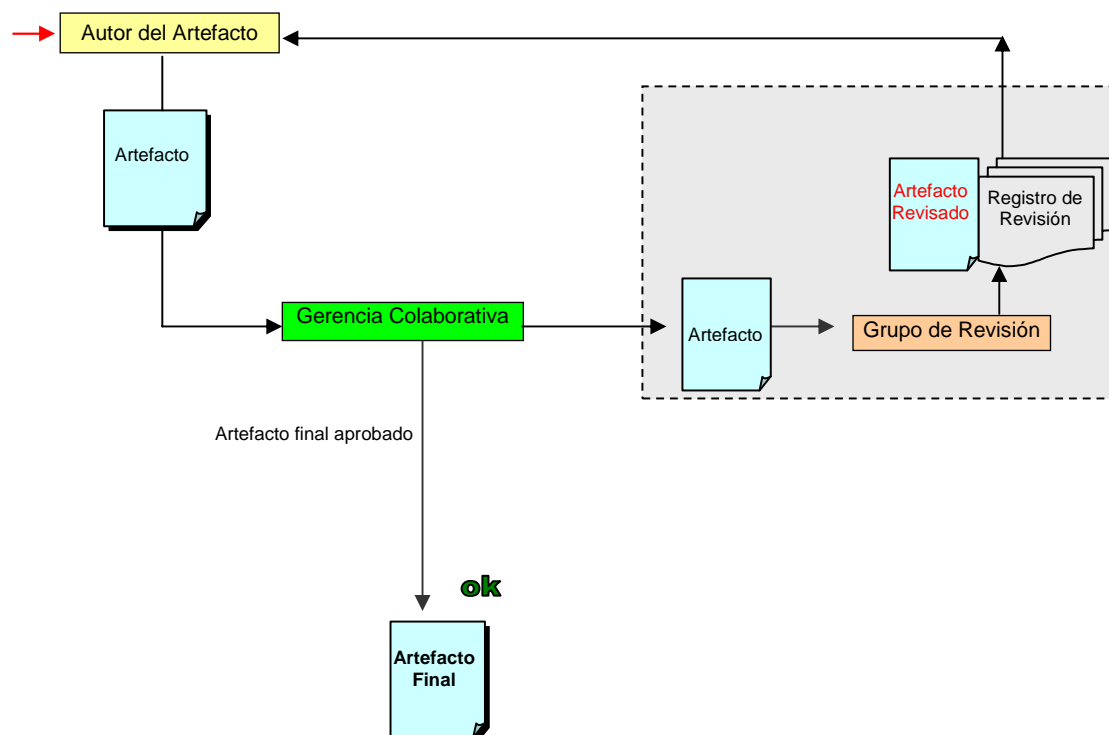 Autor del Artefacto
Artefacto
Artefacto
Revisado
Registro de
Revisión
Gerencia Colaborativa
Artefacto
Grupo de Revisión
Artefacto final aprobado
ok
Artefacto
Final